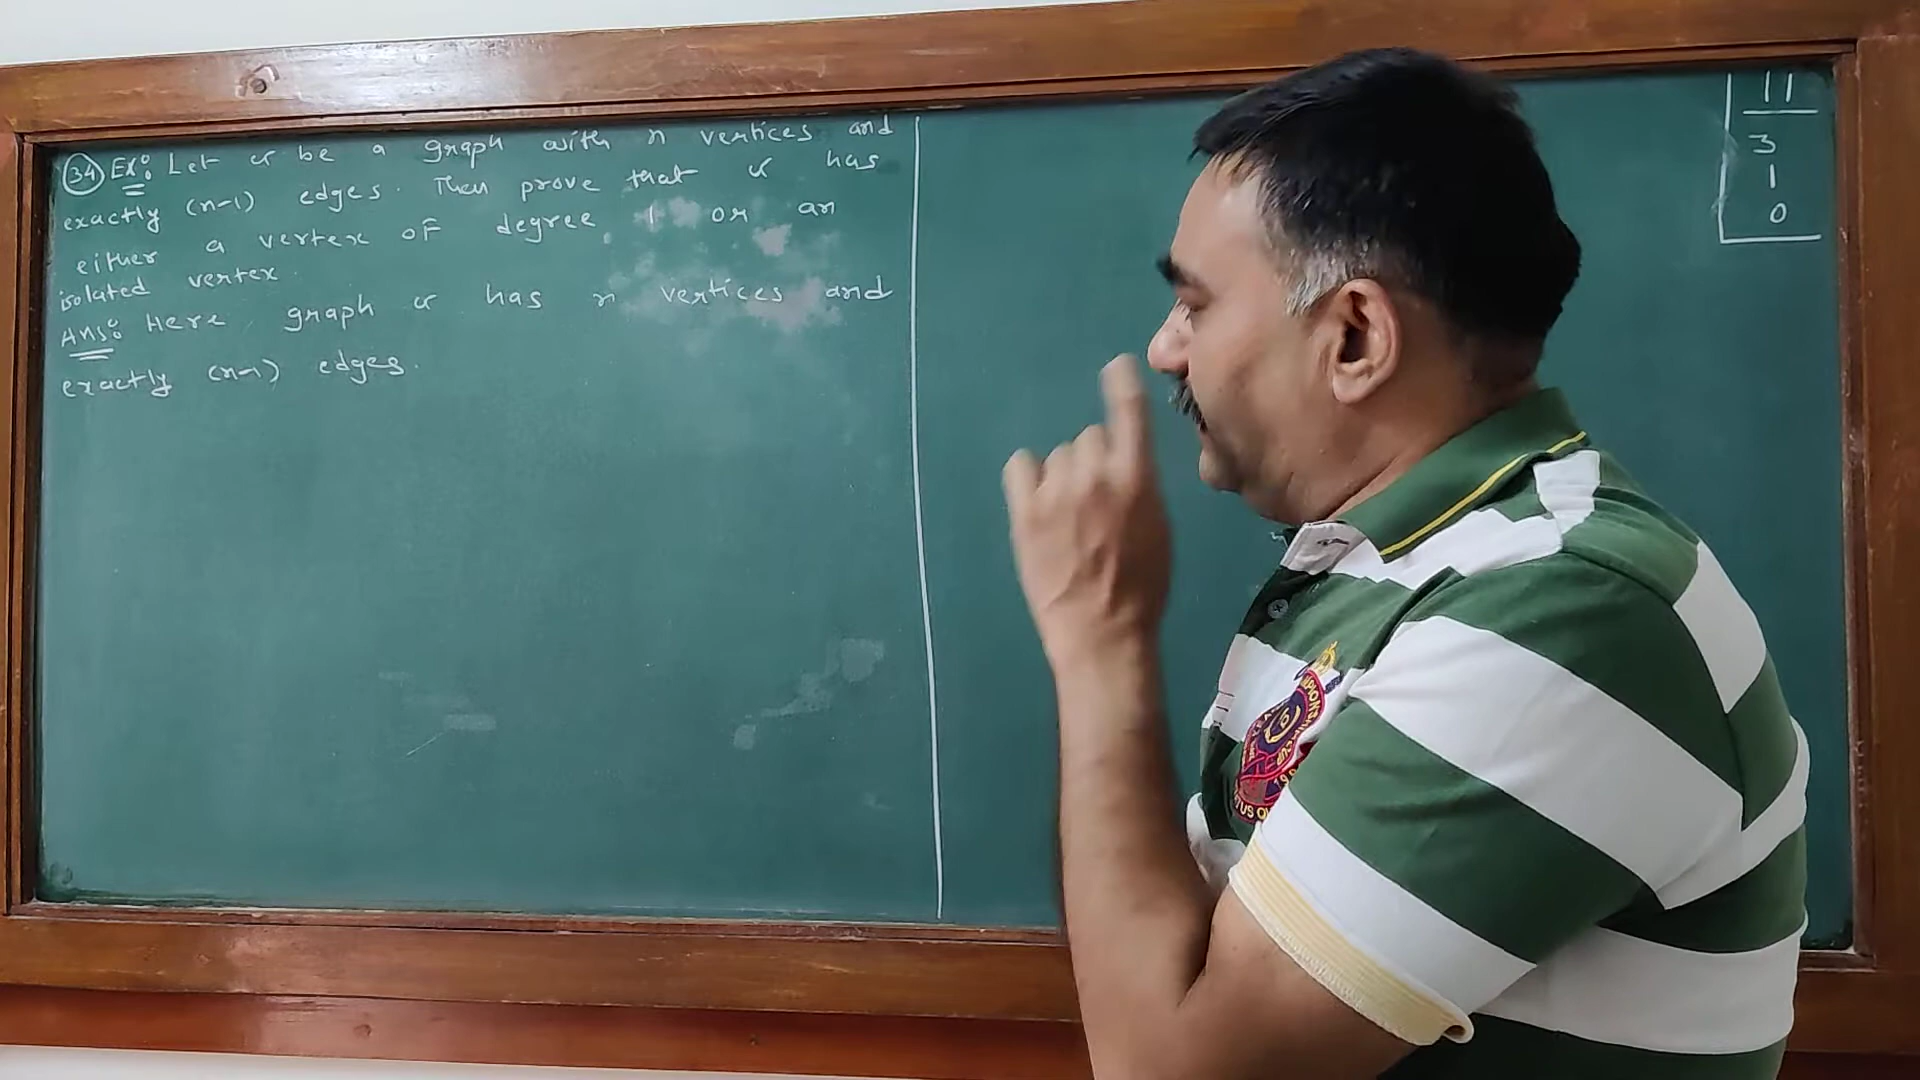 34 Ex: Let G be a graph with n vertices and
exactly (n-1) edges. Then prove that G has
either a vertex of degree 1 or an
isolated vertex.
Ans: Here graph G has n vertices and
exactly (n-1) edges.
11
3
1
0